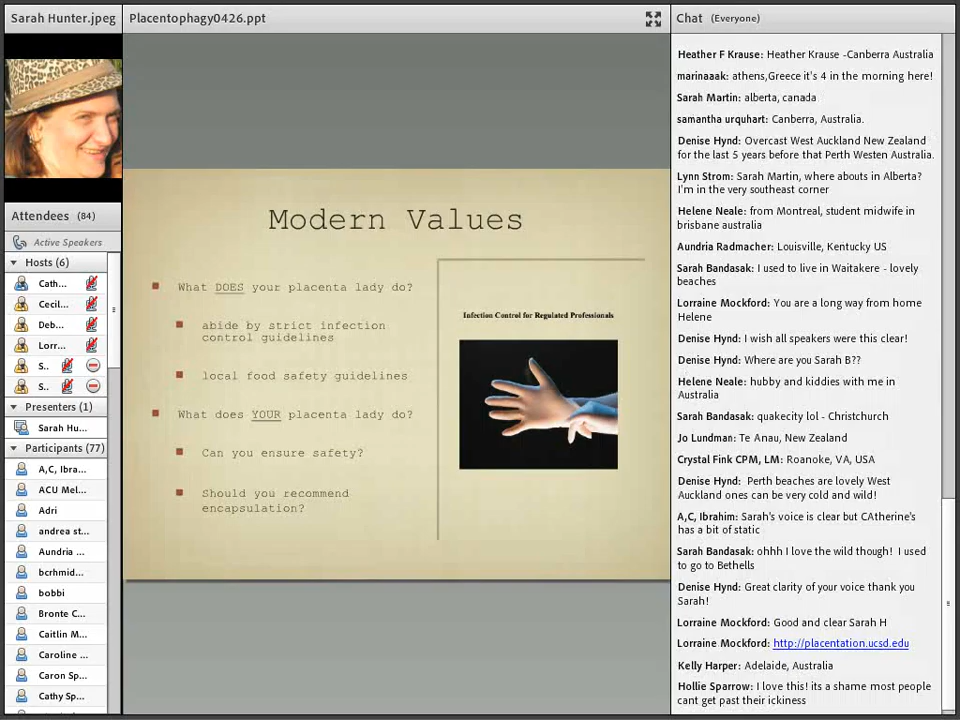 Sarah Hunter.jpeg
Attendees (84)
Active Speakers
Hosts (6)
Cath...
Cecil...
Deb...
Lorr...
S..
S..
Presenters (1)
Sarah Hu...
Participants (77)
A,C, Ibra...
ACU Mel...
Adri
andrea st...
Aundria ...
bcrhmid...
bobbi
Bronte C...
Caitlin M...
Caroline ...
Caron Sp...
Cathy Sp...
Placentophagy0426.ppt
Modern Values
What DOES your placenta lady do?
abide by strict infection
control guidelines
local food safety guidelines
What does YOUR placenta lady do?
Can you ensure safety?
Should you recommend
encapsulation?
Infection Control for Regulated Professionals
Chat (Everyone)
Heather F Krause: Heather Krause -Canberra Australia
marinaaak: athens,Greece it's 4 in the morning here!
Sarah Martin: alberta, canada
samantha urquhart: Canberra, Australia.
Denise Hynd: Overcast West Auckland New Zealand
for the last 5 years before that Perth Westen Australia.
Lynn Strom: Sarah Martin, where abouts in Alberta?
I'm in the very southeast corner
Helene Neale: from Montreal, student midwife in
brisbane australia
Aundria Radmacher: Louisville, Kentucky US
Sarah Bandasak: I used to live in Waitakere - lovely
beaches
Lorraine Mockford: You are a long way from home
Helene
Denise Hynd: I wish all speakers were this clear!
Denise Hynd: Where are you Sarah B??
Helene Neale: hubby and kiddies with me in
Australia
Sarah Bandasak: quakecity lol - Christchurch
Jo Lundman: Te Anau, New Zealand
Crystal Fink CPM, LM: Roanoke, VA, USA
Denise Hynd: Perth beaches are lovely West
Auckland ones can be very cold and wild!
A,C, Ibrahim: Sarah's voice is clear but CAtherine's
has a bit of static
Sarah Bandasak: ohhh I love the wild though! I used
to go to Bethells
Denise Hynd: Great clarity of your voice thank you
Sarah!
Lorraine Mockford: Good and clear Sarah H
Lorraine Mockford: http://placentation.ucsd.edu
Kelly Harper: Adelaide, Australia
Hollie Sparrow: I love this! its a shame most people
cant get past their ickiness